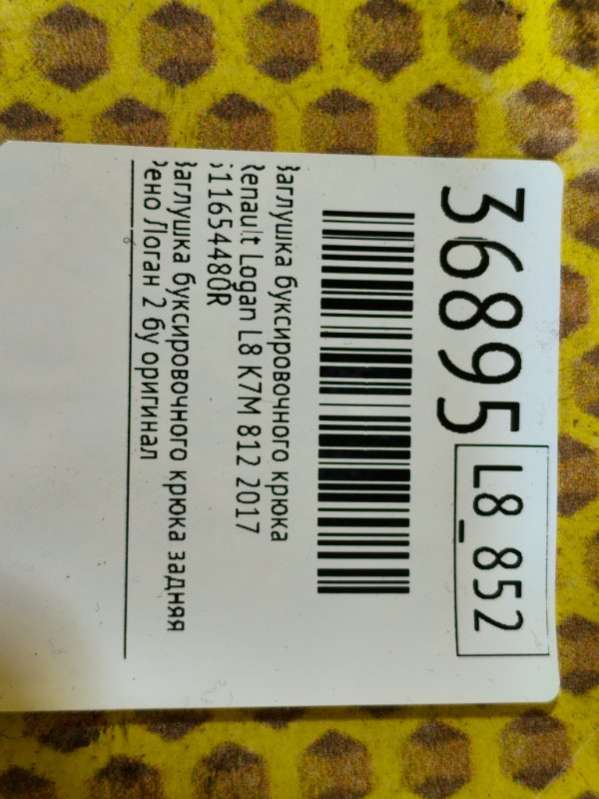 36895 L8_852
Заглушка буксировочного крюка
Renault Logan L8 K7M 812 2017
511654480R
Заглушка буксировочного крюка задняя
Рено Логан 2 бу оригинал